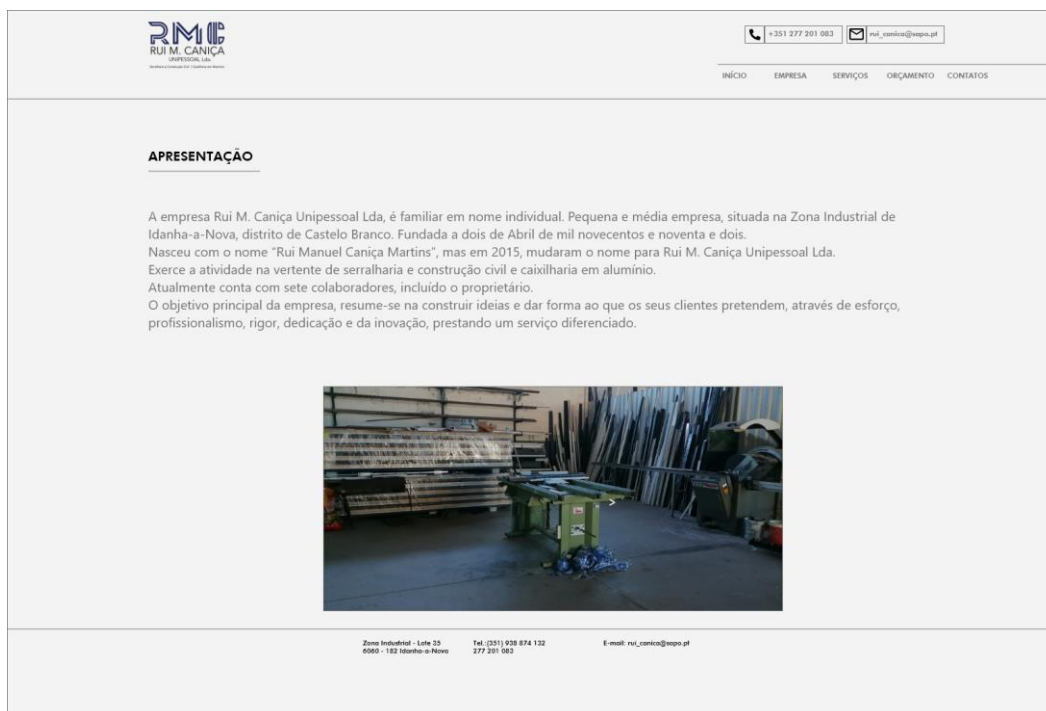 RMC
RUI M. CANIÇA
UNIPESSOAL, Lda.
+351 277 201 083
rui_canica@sapo.pt
INÍCIO EMPRESA SERVIÇOS ORÇAMENTO CONTATOS
APRESENTAÇÃO
A empresa Rui M. Caniça Unipessoal Lda, é familiar em nome individual. Pequena e média empresa, situada na Zona Industrial de
Idanha-a-Nova, distrito de Castelo Branco. Fundada a dois de Abril de mil novecentos e noventa e dois.
Nasceu com o nome “Rui Manuel Caniça Martins”, mas em 2015, mudaram o nome para Rui M. Caniça Unipessoal Lda.
Exerce a atividade na vertente de serralharia e construção civil e caixilharia em alumínio.
Atualmente conta com sete colaboradores, incluído o proprietário.
O objetivo principal da empresa, resume-se na construir ideias e dar forma ao que os seus clientes pretendem, através de esforço,
profissionalismo, rigor, dedicação e da inovação, prestando um serviço diferenciado.
>
Zona Industrial - Lote 35
6060 - 182 Idanha-a-Nova
Tel.:(351) 938 874 132
277 201 083
E-mail: rui_canica@sapo.pt